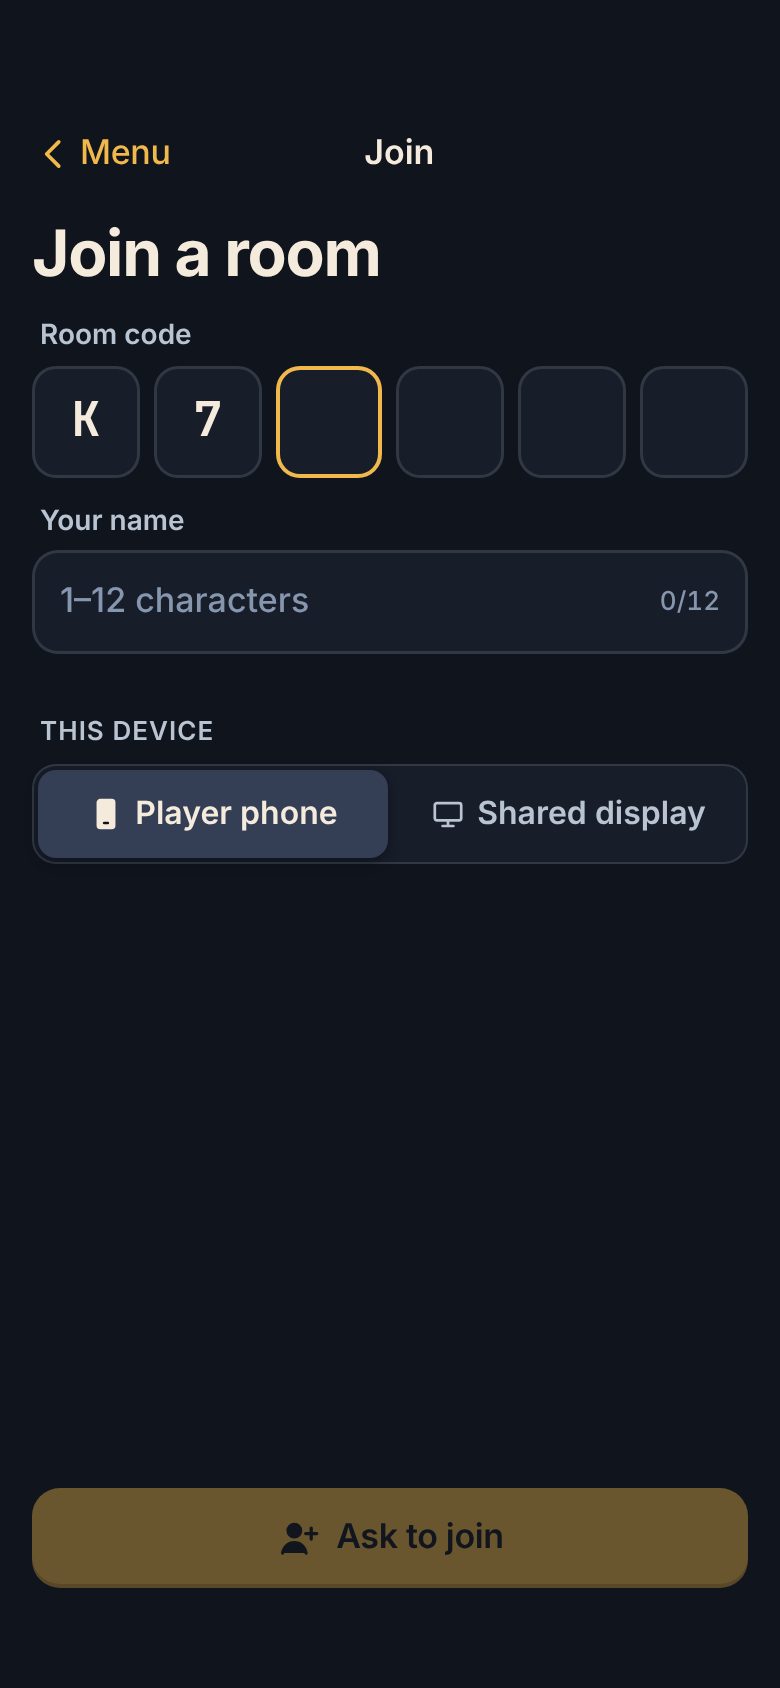 Menu
Join
Join a room
Room code
K 7
Your name
1–12 characters 0/12
THIS DEVICE
Player phone
Shared display
Ask to join